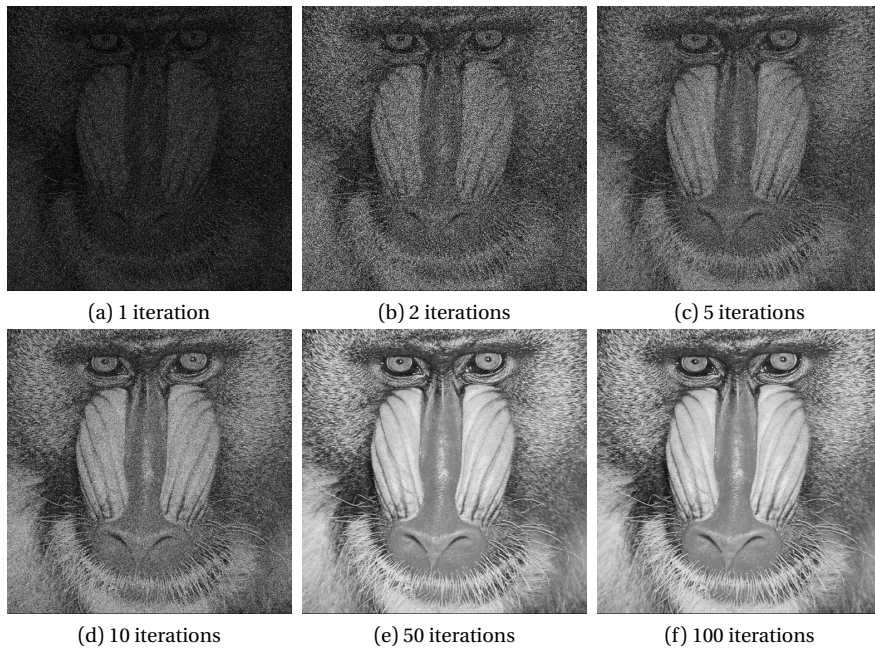 (a) 1 iteration
(b) 2 iterations
(c) 5 iterations
(d) 10 iterations
(e) 50 iterations
(f) 100 iterations